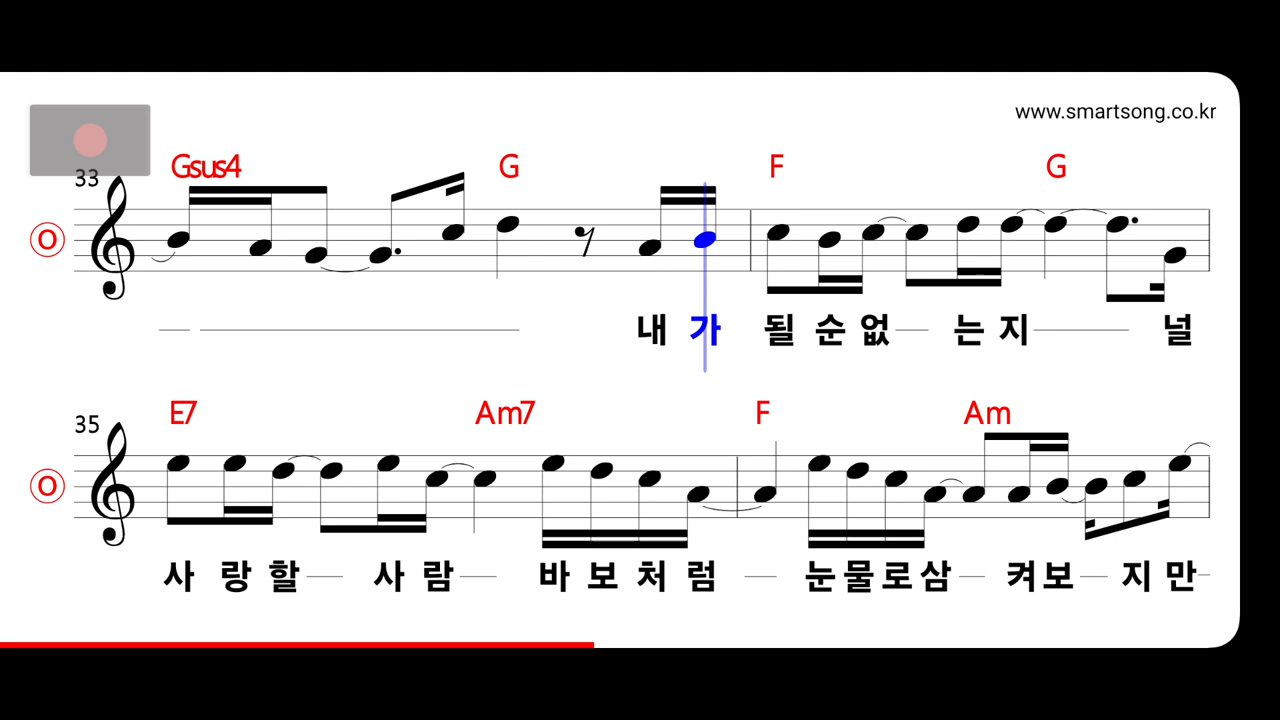 www.smartsong.co.kr
33
Gsus4 G F G
O
내 가 될 순 없 는 지 널
35
E7 Am7 F Am
O
사 랑 할 사 람 바 보 처 럼 눈 물 로 삼 켜 보 지 만